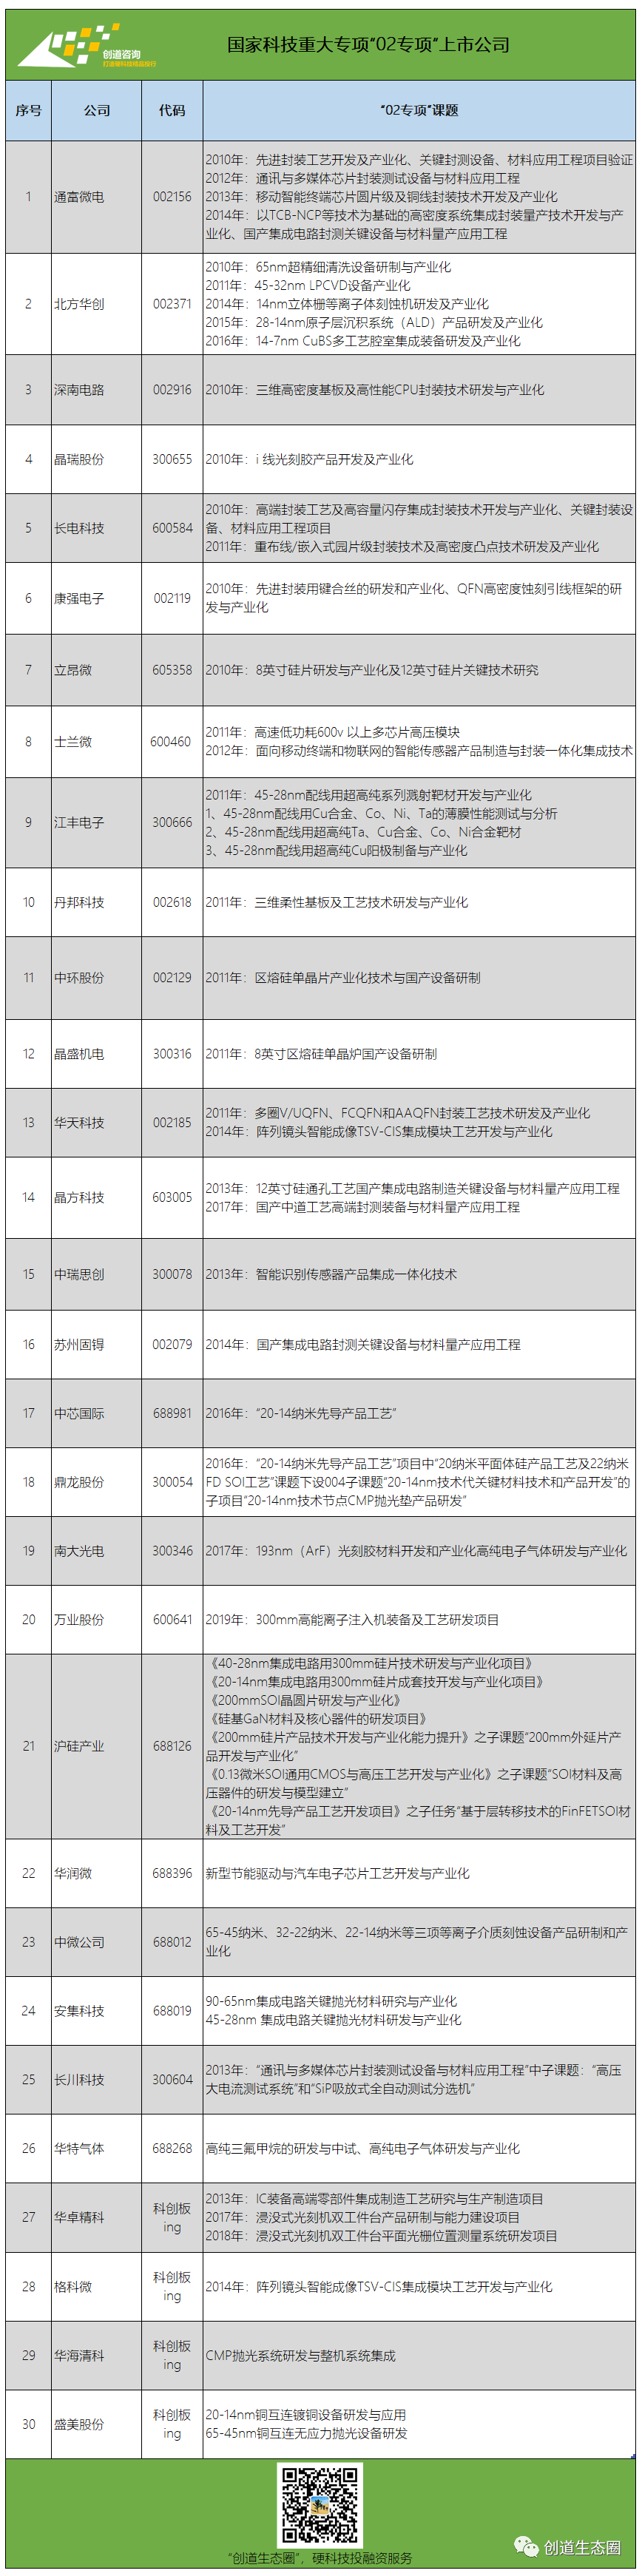 创道咨询
国家科技重大专项“02专项”上市公司
序号 公司 代码 “02专项”课题
1 通富微电 002156
2010年：先进封装工艺开发及产业化、关键封测设备、材料应用工程项目验证
2012年：通讯与多媒体芯片封装测试设备与材料应用工程
2013年：移动智能终端芯片圆片级及铜线封装技术开发及产业化
2014年：以TCB-NCP等技术为基础的高密度系统集成封装量产技术开发与产
业化、国产集成电路封测关键设备与材料量产应用工程
2 北方华创 002371
2010年：65nm超精细清洗设备研制与产业化
2011年：45-32nm LPCVD设备产业化
2014年：14nm立体栅等离子体刻蚀机研发及产业化
2015年：28-14nm原子层沉积系统（ALD）产品研发及产业化
2016年：14-7nm CuBS多工艺腔室集成装备研发及产业化
3 深南电路 002916 2010年：三维高密度基板及高性能CPU封装技术研发与产业化
4 晶瑞股份 300655 2010年：i 线光刻胶产品开发及产业化
5 长电科技 600584
2010年：高端封装工艺及高容量闪存集成封装技术开发与产业化、关键封装设
备、材料应用工程项目
2011年：重布线/嵌入式园片级封装技术及高密度凸点技术研发及产业化
6 康强电子 002119
2010年：先进封装用键合丝的研发和产业化、QFN高密度蚀刻引线框架的研
发与产业化
7 立昂微 605358 2010年：8英寸硅片研发与产业化及12英寸硅片关键技术研究
8 士兰微 600460
2011年：高速低功耗600v 以上多芯片高压模块
2012年：面向移动终端和物联网的智能传感器产品制造与封装一体化集成技术
9 江丰电子 300666
2011年：45-28nm配线用超高纯系列溅射靶材开发与产业化
1、45-28nm配线用Cu合金、Co、Ni、Ta的薄膜性能测试与分析
2、45-28nm配线用超高纯Ta、Cu合金、Co、Ni合金靶材
3、45-28nm配线用超高纯Cu阳极制备与产业化
10 丹邦科技 002618 2011年：三维柔性基板及工艺技术研发与产业化
11 中环股份 002129 2011年：区熔硅单晶片产业化技术与国产设备研制
12 晶盛机电 300316 2011年：8英寸区熔硅单晶炉国产设备研制
13 华天科技 002185
2011年：多圈V/UQFN、FCQFN和AAQFN封装工艺技术研发及产业化
2014年：阵列镜头智能成像TSV-CIS集成模块工艺开发与产业化
14 晶方科技 603005
2013年：12英寸硅通孔工艺国产集成电路制造关键设备与材料量产应用工程
2017年：国产中道工艺高端封测装备与材料量产应用工程
15 中瑞思创 300078 2013年：智能识别传感器产品集成一体化技术
16 苏州固锝 002079 2014年：国产集成电路封测关键设备与材料量产应用工程
17 中芯国际 688981 2016年：“20-14纳米先导产品工艺”
18 鼎龙股份 300054
2016年：“20-14纳米先导产品工艺”项目中“20纳米平面体硅产品工艺及22纳米
FD SOI工艺”课题下设004子课题“20-14nm技术代关键材料技术和产品开发”的
子项目“20-14nm技术节点CMP抛光垫产品研发”
19 南大光电 300346 2017年：193nm（ArF）光刻胶材料开发和产业化高纯电子气体研发与产业化
20 万业股份 600641 2019年：300mm高能离子注入机装备及工艺研发项目
21 沪硅产业 688126
《40-28nm集成电路用300mm硅片技术研发与产业化项目》
《20-14nm集成电路用300mm硅片成套技开发与产业化项目》
《200mmSOI晶圆片研发与产业化》
《硅基GaN材料及核心器件的研发项目》
《200mm硅片产品技术开发与产业化能力提升》之子课题“200mm外延片产
品开发与产业化”
《0.13微米SOI通用CMOS与高压工艺开发与产业化》之子课题“SOI材料及高
压器件的研发与模型建立”
《20-14nm先导产品工艺开发项目》之子任务“基于层转移技术的FinFETSOI材
料及工艺开发”
22 华润微 688396 新型节能驱动与汽车电子芯片工艺开发与产业化
23 中微公司 688012
65-45纳米、32-22纳米、22-14纳米等三项等离子介质刻蚀设备产品研制和产
业化
24 安集科技 688019
90-65nm集成电路关键抛光材料研究与产业化
45-28nm 集成电路关键抛光材料研发与产业化
25 长川科技 300604
2013年：“通讯与多媒体芯片封装测试设备与材料应用工程”中子课题：“高压
大电流测试系统”和“SiP吸放式全自动测试分选机”
26 华特气体 688268 高纯三氟甲烷的研发与中试、高纯电子气体研发与产业化
27 华卓精科 科创板
ing
2013年：IC装备高端零部件集成制造工艺研究与生产制造项目
2017年：浸没式光刻机双工件台产品研制与能力建设项目
2018年：浸没式光刻机双工件台平面光栅位置测量系统研发项目
28 格科微 科创板
ing
2014年：阵列镜头智能成像TSV-CIS集成模块工艺开发与产业化
29 华海清科 科创板
ing
CMP抛光系统研发与整机系统集成
30 盛美股份 科创板
ing
20-14nm铜互连镀铜设备研发与应用
65-45nm铜互连无应力抛光设备研发
“创道生态圈”，硬科技投融资服务
创道生态圈